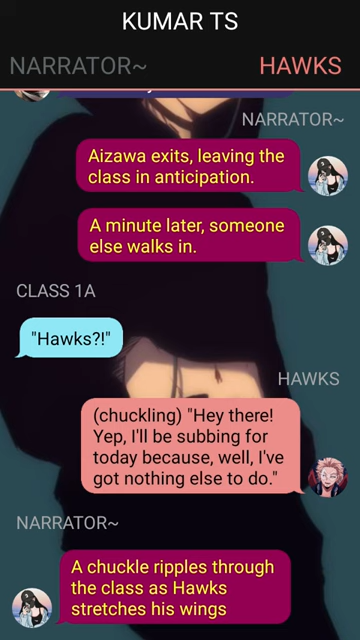 KUMAR TS
NARRATOR~ HAWKS
NARRATOR~
Aizawa exits, leaving the
class in anticipation.
A minute later, someone
else walks in.
CLASS 1A
"Hawks?!"
HAWKS
(chuckling) "Hey there!
Yep, I'll be subbing for
today because, well, I've
got nothing else to do."
NARRATOR~
A chuckle ripples through
the class as Hawks
stretches his wings